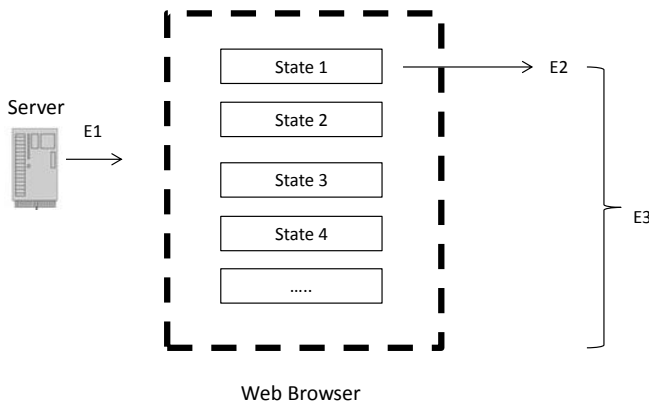 State 1
E2
Server
State 2
E1
State 3
E3
State 4
.....
Web Browser